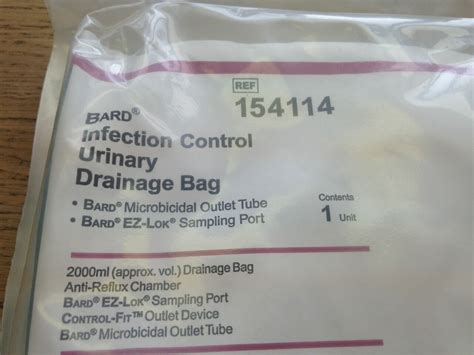 REF 154114
BARD®
Infection Control
Urinary
Drainage Bag
• BARD® Microbicidal Outlet Tube
• BARD® EZ-LOK® Sampling Port
Contents
1 Unit
2000ml (approx. vol.) Drainage Bag
Anti-Reflux Chamber
BARD® EZ-LOK® Sampling Port
CONTROL-FIT™ Outlet Device
BARD® Microbicidal Outlet Tube